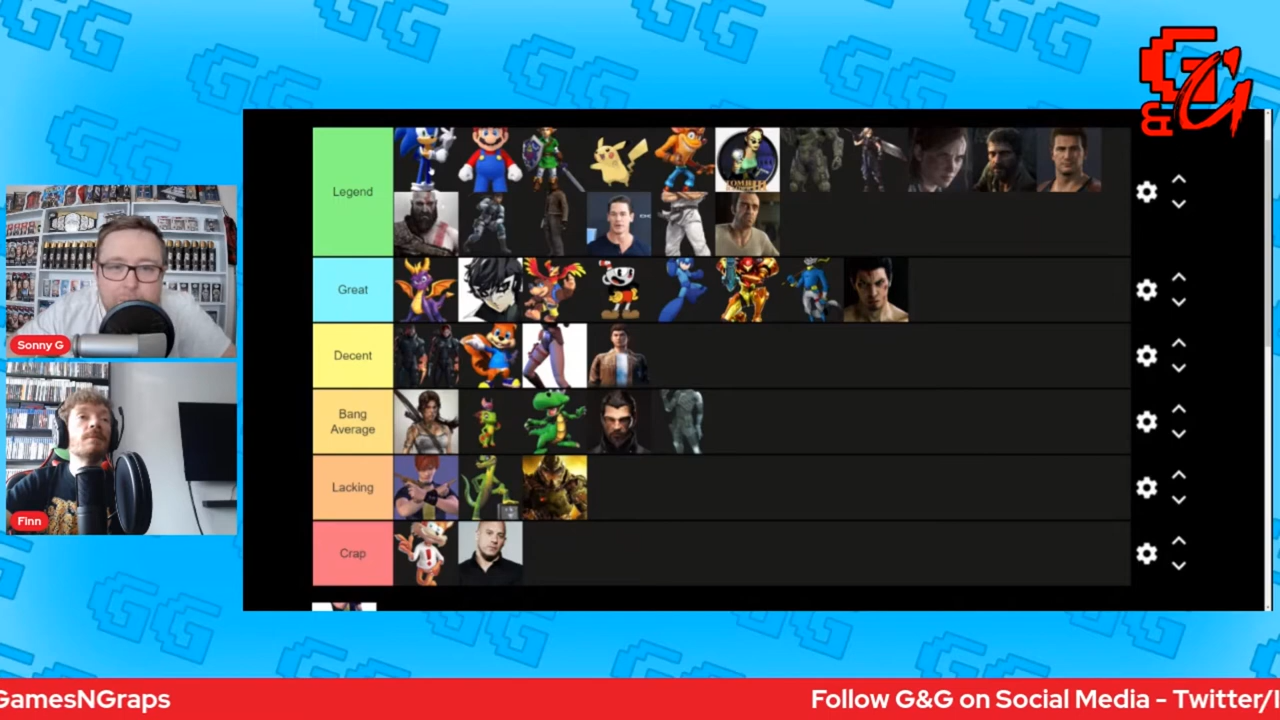 G
& G
Legend
Great
Decent
Bang
Average
Lacking
Crap
Sonny G
Finn
GamesNGraps
Follow G&G on Social Media - Twitter/